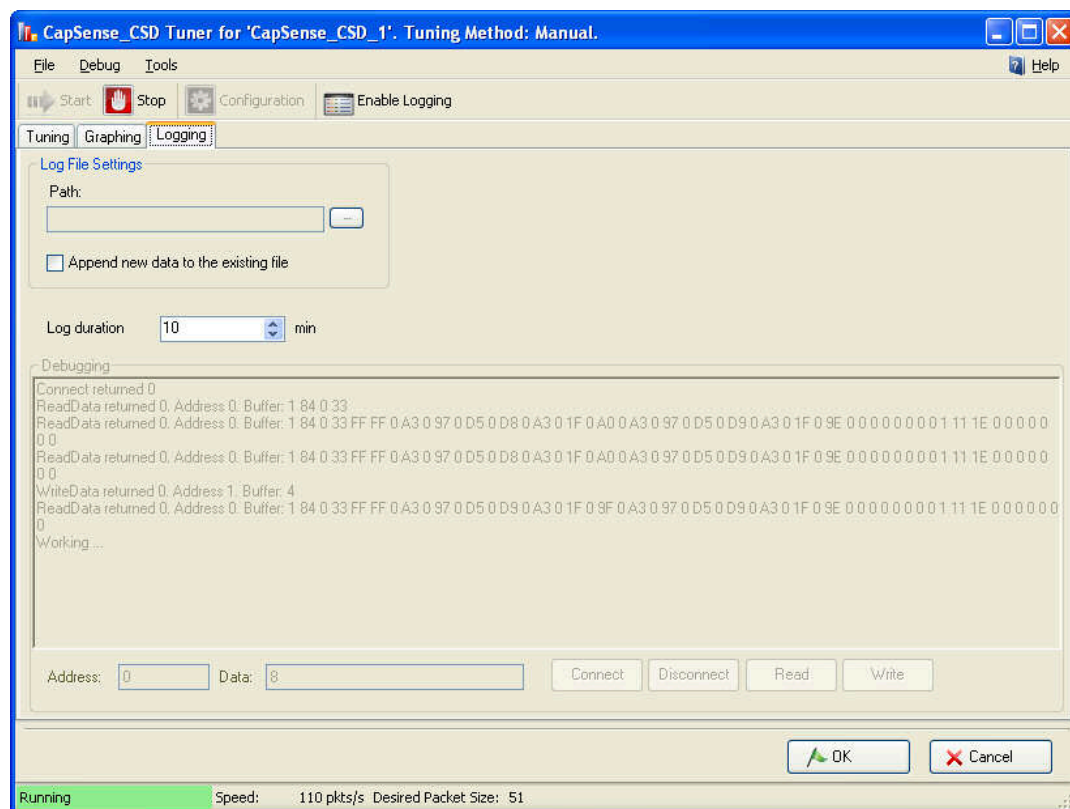 CapSense_CSD Tuner for 'CapSense_CSD_1'. Tuning Method: Manual.
File Debug Tools Help
Start Stop Configuration Enable Logging
Tuning Graphing Logging
Log File Settings
Path:
...
Append new data to the existing file
Log duration 10 min
Debugging
Connect returned 0
ReadData returned 0. Address 0. Buffer: 1 84 0 33
ReadData returned 0. Address 0. Buffer: 1 84 0 33 FF FF 0 A3 0 97 0 D5 0 D8 0 A3 0 1F 0 A0 0 A3 0 97 0 D5 0 D9 0 A3 0 1F 0 9E 0 0 0 0 0 0 0 0 1 11 1E 0 0 0 0 0
0 0
ReadData returned 0. Address 0. Buffer: 1 84 0 33 FF FF 0 A3 0 97 0 D5 0 D8 0 A3 0 1F 0 A0 0 A3 0 97 0 D5 0 D9 0 A3 0 1F 0 9E 0 0 0 0 0 0 0 0 1 11 1E 0 0 0 0 0
0 0
WriteData returned 0. Address 1. Buffer: 4
ReadData returned 0. Address 0. Buffer: 1 84 0 33 FF FF 0 A3 0 97 0 D5 0 D9 0 A3 0 1F 0 9F 0 A3 0 97 0 D5 0 D9 0 A3 0 1F 0 9E 0 0 0 0 0 0 0 0 1 11 1E 0 0 0 0 0 0
0
Working ...
Address: 0 Data: 8 Connect Disconnect Read Write
OK Cancel
Running Speed: 110 pkts/s Desired Packet Size: 51